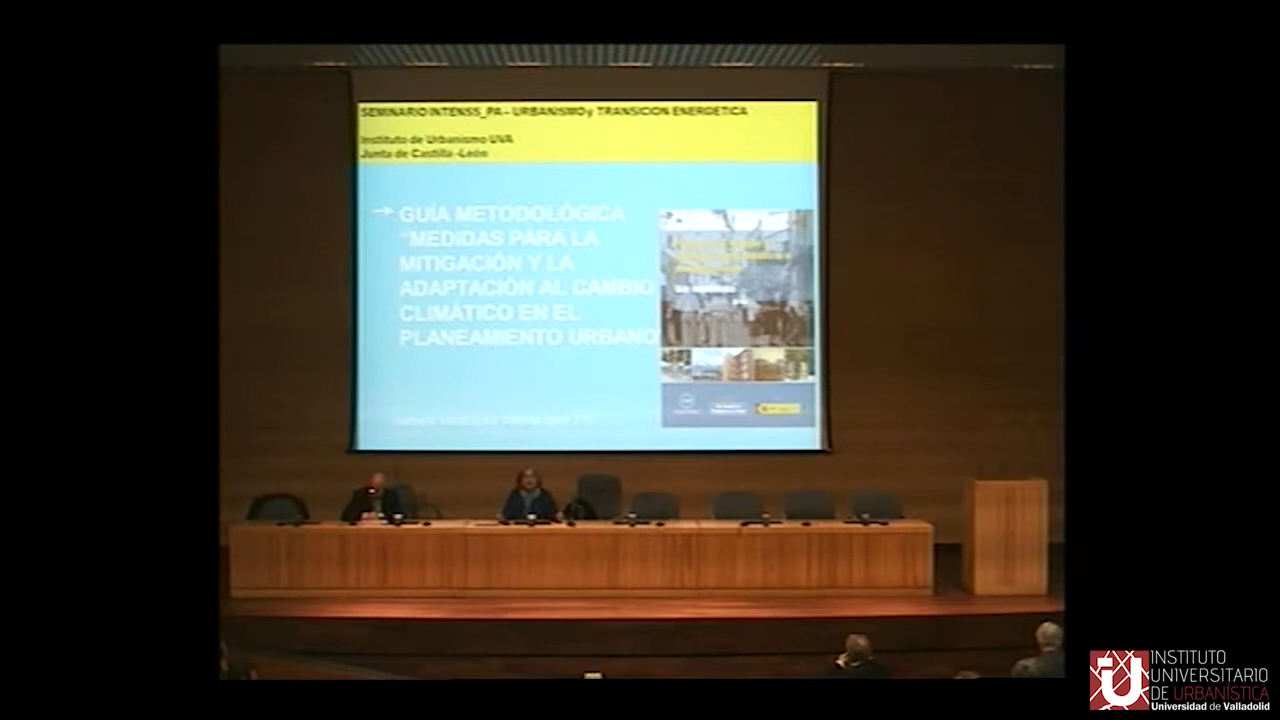 SEMINARIO INTENSS_PA – URBANISMO y TRANSICION ENERGETICA
Instituto de Urbanismo UVA
Junta de Castilla -León
→ GUÍA METODOLÓGICA
“MEDIDAS PARA LA
MITIGACIÓN Y LA
ADAPTACIÓN AL CAMBIO
CLIMÁTICO EN EL
PLANEAMIENTO URBANO
INSTITUTO
UNIVERSITARIO
DE URBANÍSTICA
Universidad de Valladolid